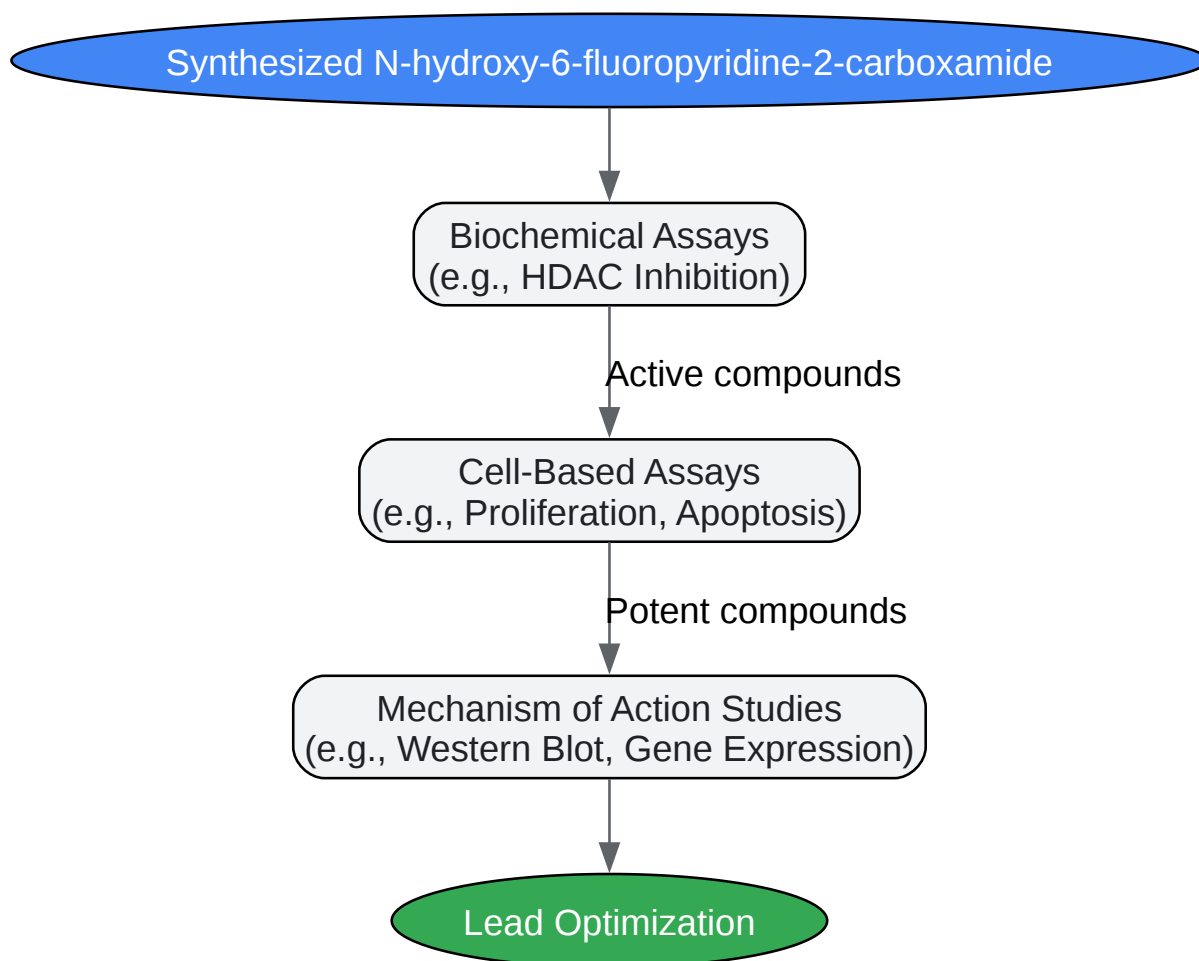 Synthesized N-hydroxy-6-fluoropyridine-2-carboxamide
Biochemical Assays
(e.g., HDAC Inhibition)
Active compounds
Cell-Based Assays
(e.g., Proliferation, Apoptosis)
Potent compounds
Mechanism of Action Studies
(e.g., Western Blot, Gene Expression)
Lead Optimization